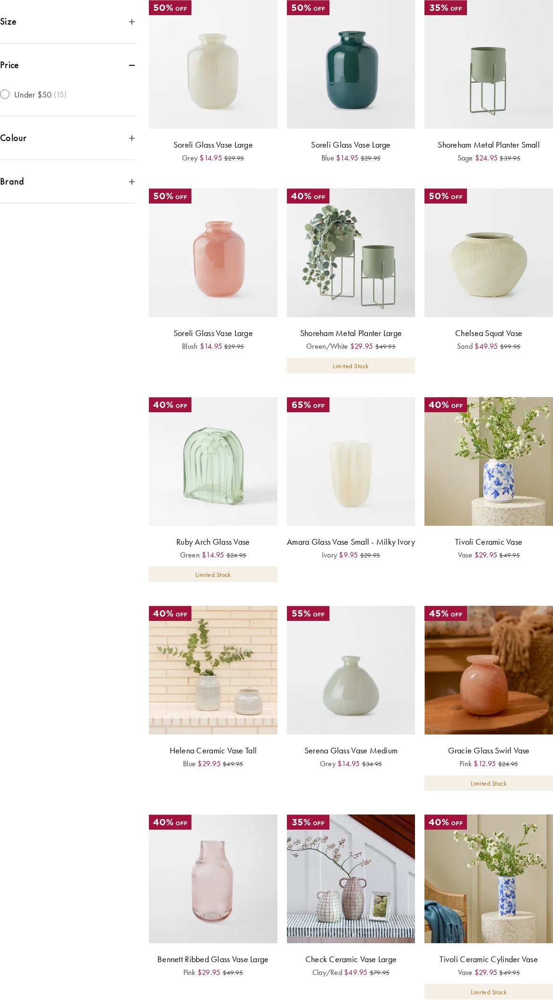 Size
Price
Under $50 (15)
Colour
Brand
50% OFF
50% OFF
35% OFF
Soreli Glass Vase Large
Grey $14.95 $29.95
Soreli Glass Vase Large
Blue $14.95 $29.95
Shoreham Metal Planter Small
Sage $24.95 $39.95
50% OFF
40% OFF
50% OFF
Soreli Glass Vase Large
Blush $14.95 $29.95
Shoreham Metal Planter Large
Green/White $29.95 $49.95
Limited Stock
Chelsea Squat Vase
Sand $49.95 $99.95
40% OFF
65% OFF
40% OFF
Ruby Arch Glass Vase
Green $14.95 $24.95
Limited Stock
Amara Glass Vase Small - Milky Ivory
Ivory $9.95 $29.95
Tivoli Ceramic Vase
Vase $29.95 $49.95
40% OFF
55% OFF
45% OFF
Helena Ceramic Vase Tall
Blue $29.95 $49.95
Serena Glass Vase Medium
Grey $14.95 $34.95
Gracie Glass Swirl Vase
Pink $12.95 $24.95
Limited Stock
40% OFF
35% OFF
40% OFF
Bennett Ribbed Glass Vase Large
Pink $29.95 $49.95
Check Ceramic Vase Large
Clay/Red $49.95 $79.95
Tivoli Ceramic Cylinder Vase
Vase $29.95 $49.95
Limited Stock